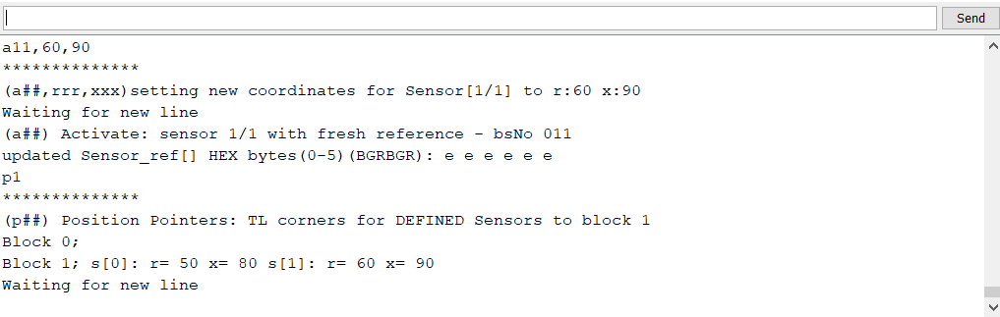 Send
a11,60,90
**************
(a##,rrr,xxx)setting new coordinates for Sensor[1/1] to r:60 x:90
Waiting for new line
(a##) Activate: sensor 1/1 with fresh reference - bsNo 011
updated Sensor_ref[] HEX bytes(0-5)(BGRBGR): e e e e e e
p1
**************
(p##) Position Pointers: TL corners for DEFINED Sensors to block 1
Block 0;
Block 1; s[0]: r= 50 x= 80 s[1]: r= 60 x= 90
Waiting for new line